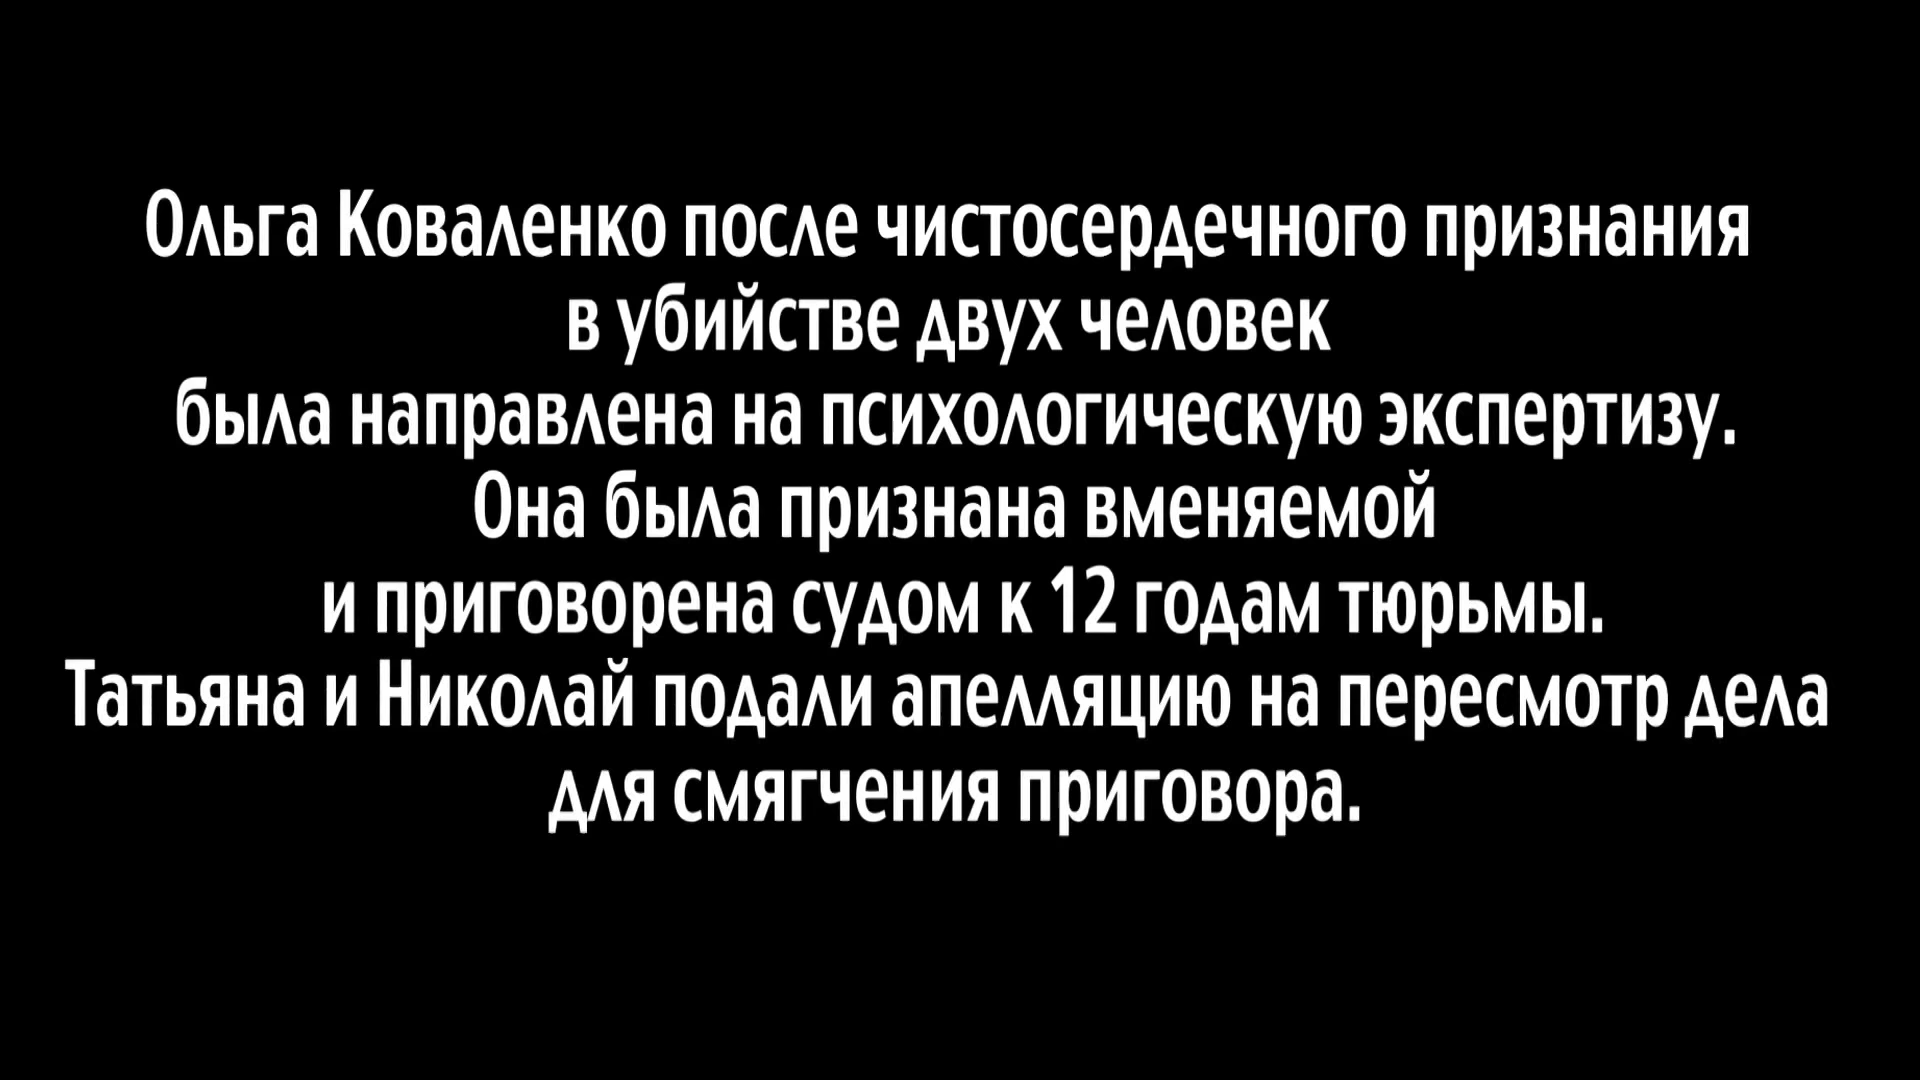 Ольга Коваленко после чистосердечного признания
в убийстве двух человек
была направлена на психологическую экспертизу.
Она была признана вменяемой
и приговорена судом к 12 годам тюрьмы.
Татьяна и Николай подали апелляцию на пересмотр дела
для смягчения приговора.